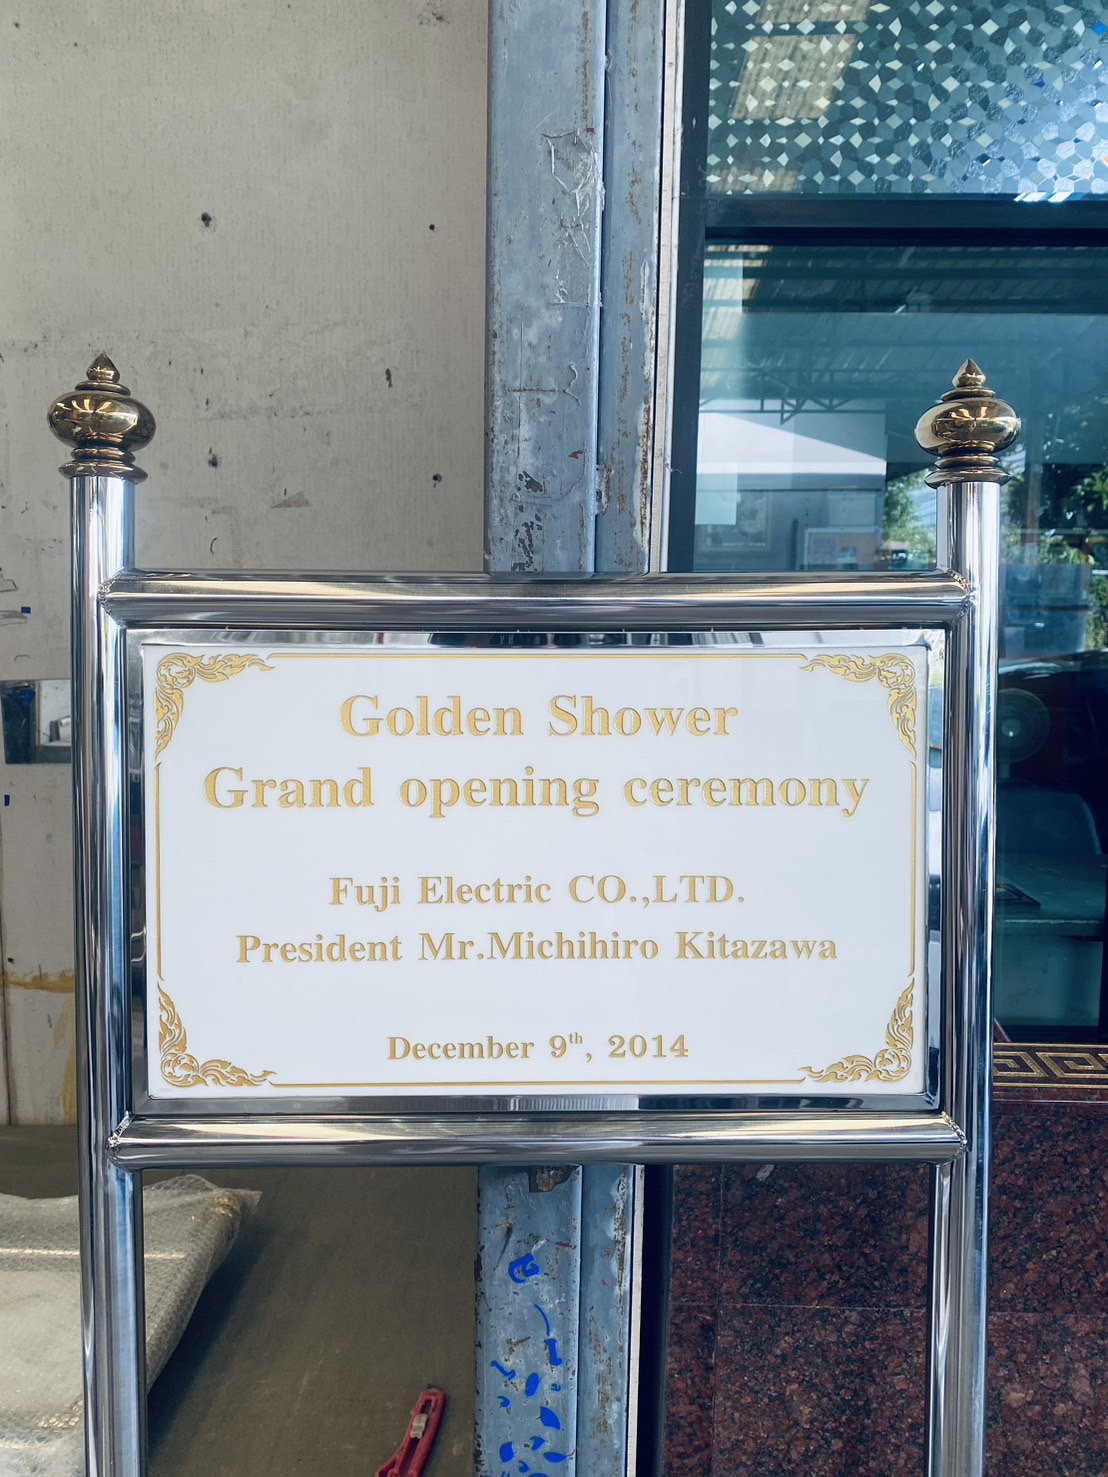 Golden Shower
Grand opening ceremony
Fuji Electric CO.,LTD.
President Mr.Michihiro Kitazawa
December 9th, 2014